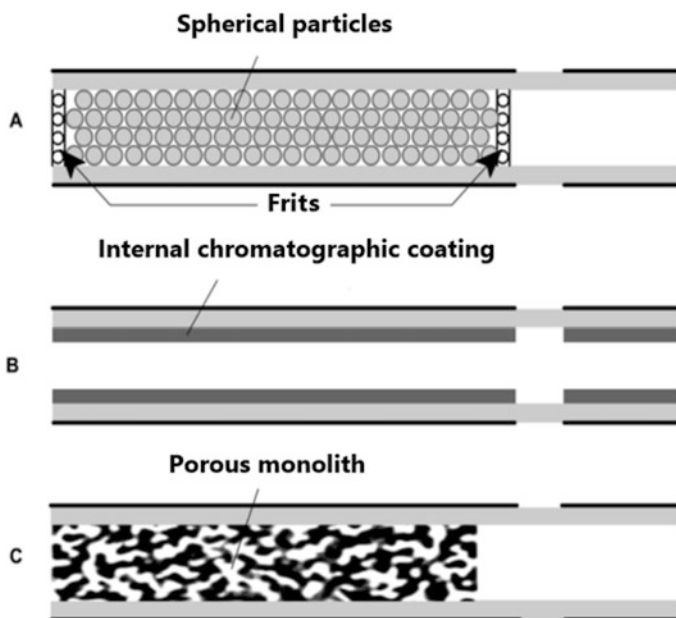 Spherical particles
A
Frits
Internal chromatographic coating
B
Porous monolith
C